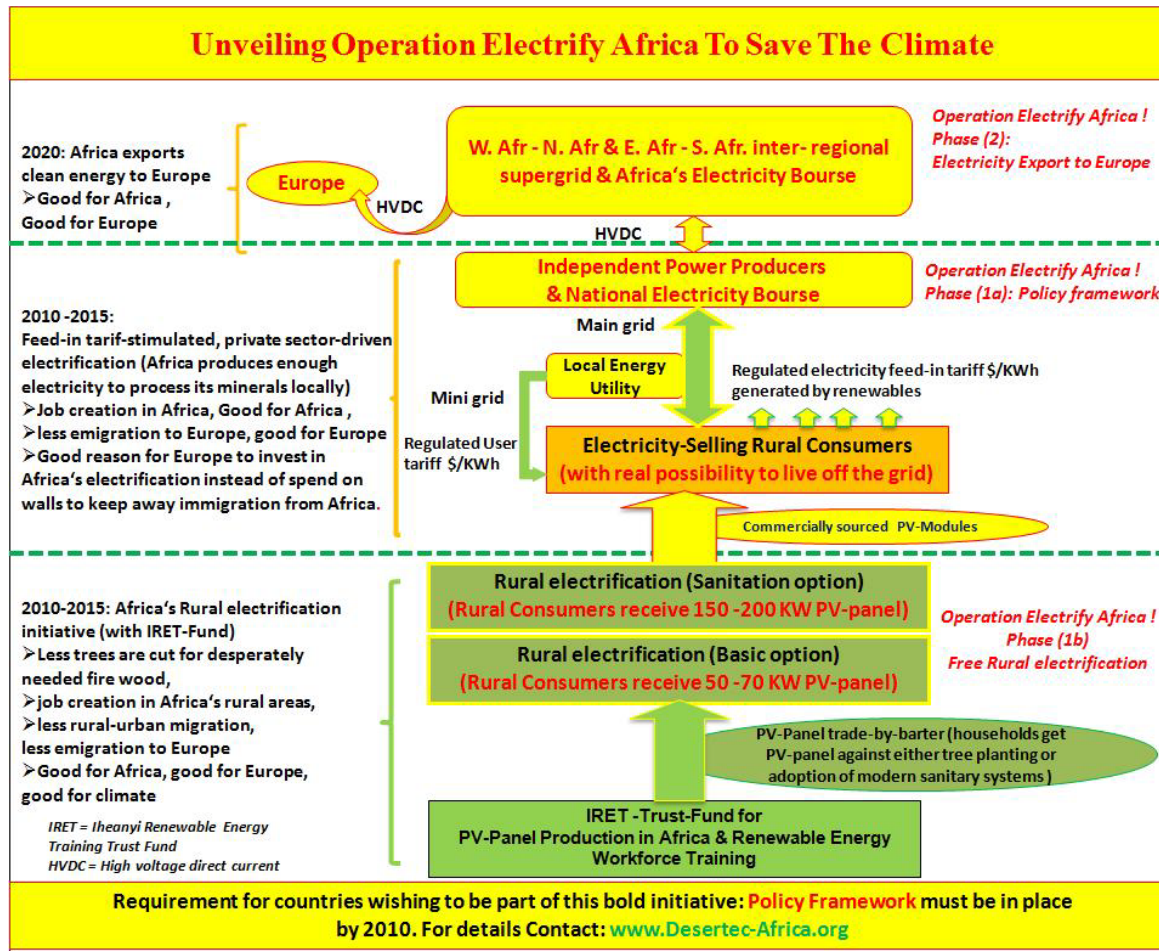 Unveiling Operation Electrify Africa To Save The Climate
2020: Africa exports
clean energy to Europe
➢Good for Africa ,
Good for Europe
Europe
HVDC
W. Afr - N. Afr & E. Afr - S. Afr. inter- regional
supergrid & Africa‘s Electricity Bourse
HVDC
Operation Electrify Africa !
Phase (2):
Electricity Export to Europe
2010 -2015:
Feed-in tarif-stimulated, private sector-driven
electrification (Africa produces enough
electricity to process its minerals locally)
➢Job creation in Africa, Good for Africa ,
➢less emigration to Europe, good for Europe
➢Good reason for Europe to invest in
Africa‘s electrification instead of spend on
walls to keep away immigration from Africa.
Independent Power Producers
& National Electricity Bourse
Operation Electrify Africa !
Phase (1a): Policy framework
Main grid
Local Energy
Utility
Mini grid
Regulated User
tariff $/KWh
Regulated electricity feed-in tariff $/KWh
generated by renewables
Electricity-Selling Rural Consumers
(with real possibility to live off the grid)
Commercially sourced PV-Modules
2010-2015: Africa‘s Rural electrification
initiative (with IRET-Fund)
➢Less trees are cut for desperately
needed fire wood,
➢job creation in Africa‘s rural areas,
➢less rural-urban migration,
less emigration to Europe
➢Good for Africa, good for Europe,
good for climate
IRET = Iheanyi Renewable Energy
Training Trust Fund
HVDC = High voltage direct current
Rural electrification (Sanitation option)
(Rural Consumers receive 150 -200 KW PV-panel)
Rural electrification (Basic option)
(Rural Consumers receive 50 -70 KW PV-panel)
Operation Electrify Africa !
Phase (1b)
Free Rural electrification
PV-Panel trade-by-barter (households get
PV-panel against either tree planting or
adoption of modern sanitary systems )
IRET -Trust-Fund for
PV-Panel Production in Africa & Renewable Energy
Workforce Training
Requirement for countries wishing to be part of this bold initiative: Policy Framework must be in place
by 2010. For details Contact: www.Desertec-Africa.org